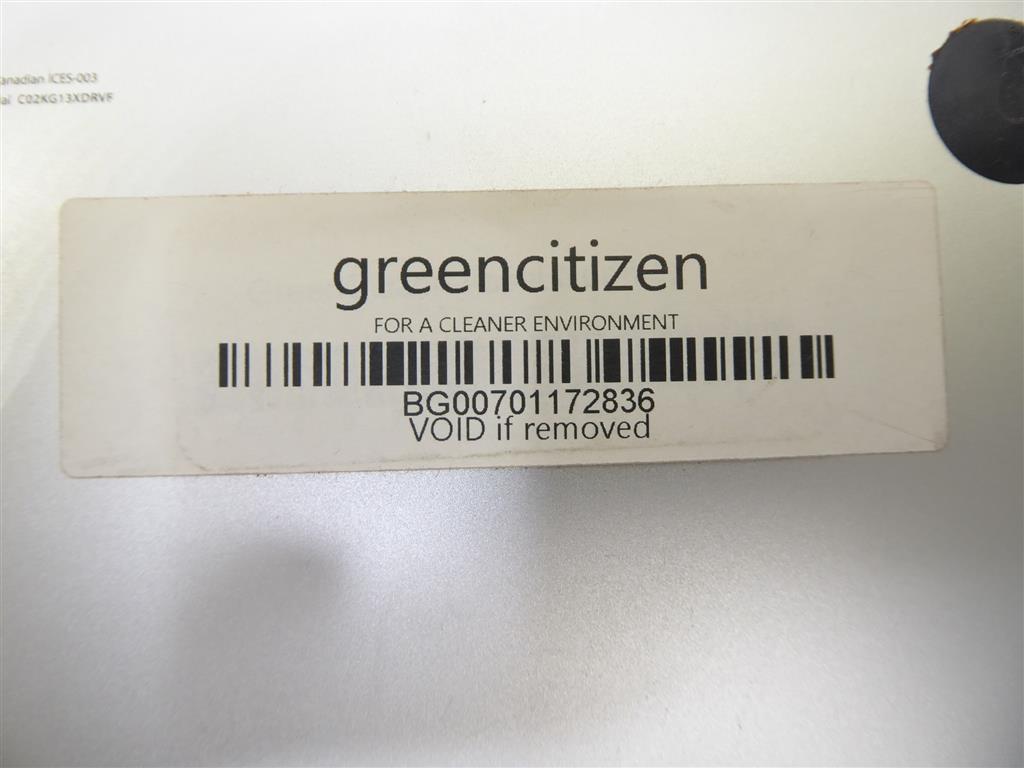 anadian ICES-003
ial C02KG13XDRVF
greencitizen
FOR A CLEANER ENVIRONMENT
BG00701172836
VOID if removed